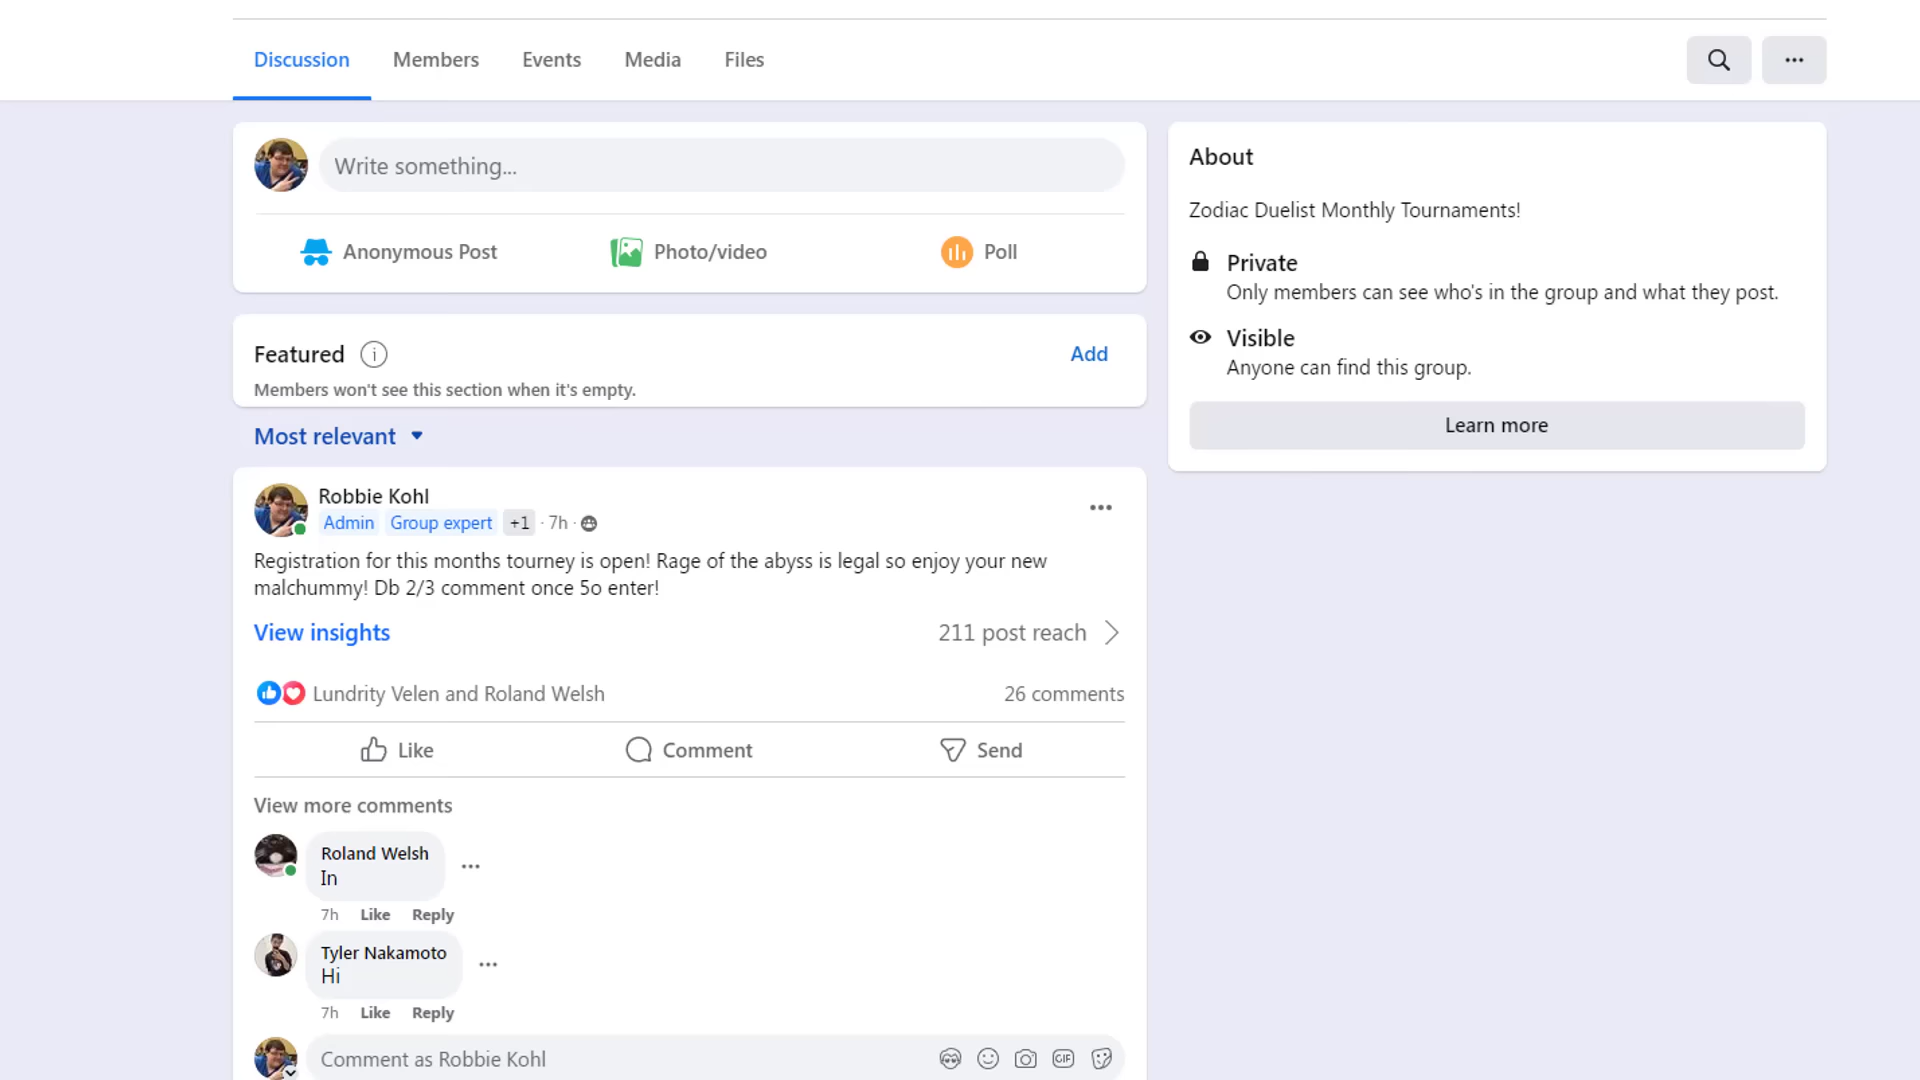 Discussion
Members
Events
Media
Files
Write something...
Anonymous Post
Photo/video
Poll
Featured
Add
Members won't see this section when it's empty.
Most relevant
Robbie Kohl
Admin Group expert +1 · 7h ·
Registration for this months tourney is open! Rage of the abyss is legal so enjoy your new
malchummy! Db 2/3 comment once 5o enter!
View insights
211 post reach
Lundrity Velen and Roland Welsh
26 comments
Like
Comment
Send
View more comments
Roland Welsh
In
7h Like Reply
Tyler Nakamoto
Hi
7h Like Reply
Comment as Robbie Kohl
GIF
About
Zodiac Duelist Monthly Tournaments!
Private
Only members can see who's in the group and what they post.
Visible
Anyone can find this group.
Learn more